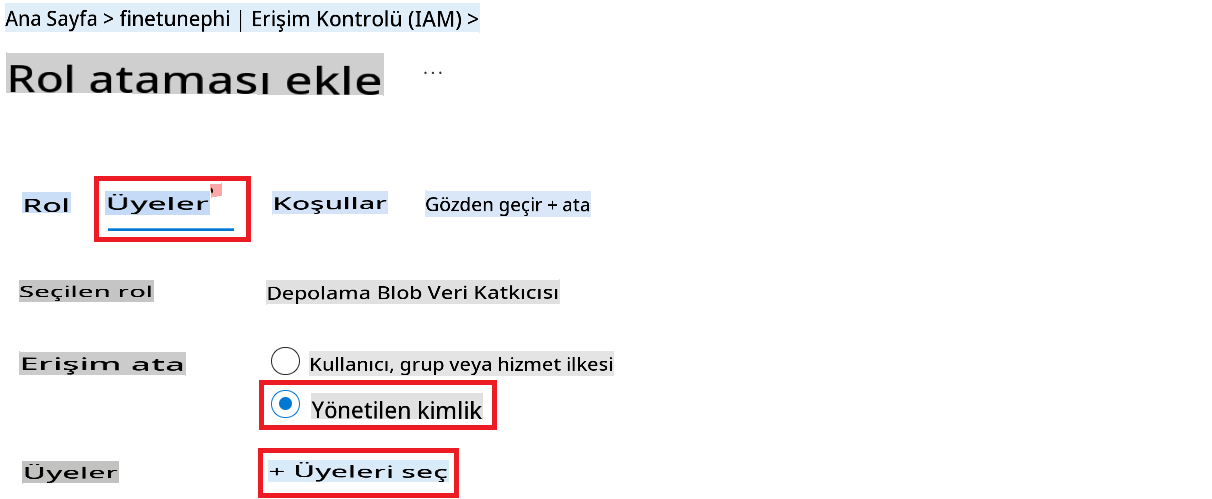 Ana Sayfa > finetunephi | Erişim Kontrolü (IAM) >
Rol ataması ekle ...
Rol Üyeler Koşullar Gözden geçir + ata
Seçilen rol Depolama Blob Veri Katkıcısı
Erişim ata Kullanıcı, grup veya hizmet ilkesi
Yönetilen kimlik
Üyeler + Üyeleri seç